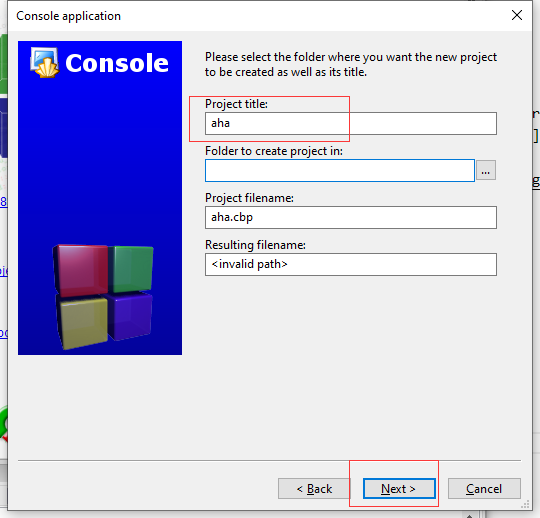 Console application
Console
Please select the folder where you want the new project
to be created as well as its title.
Project title:
aha
Folder to create project in:
...
Project filename:
aha.cbp
Resulting filename:
<invalid path>
< Back
Next >
Cancel